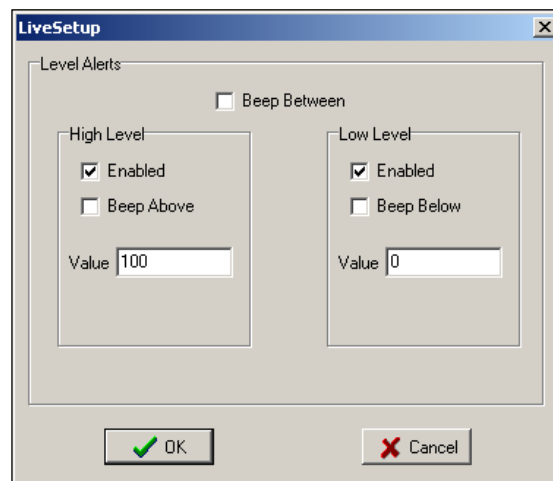 LiveSetup
Level Alerts
Beep Between
High Level
Enabled
Beep Above
Value 100
Low Level
Enabled
Beep Below
Value 0
OK
Cancel